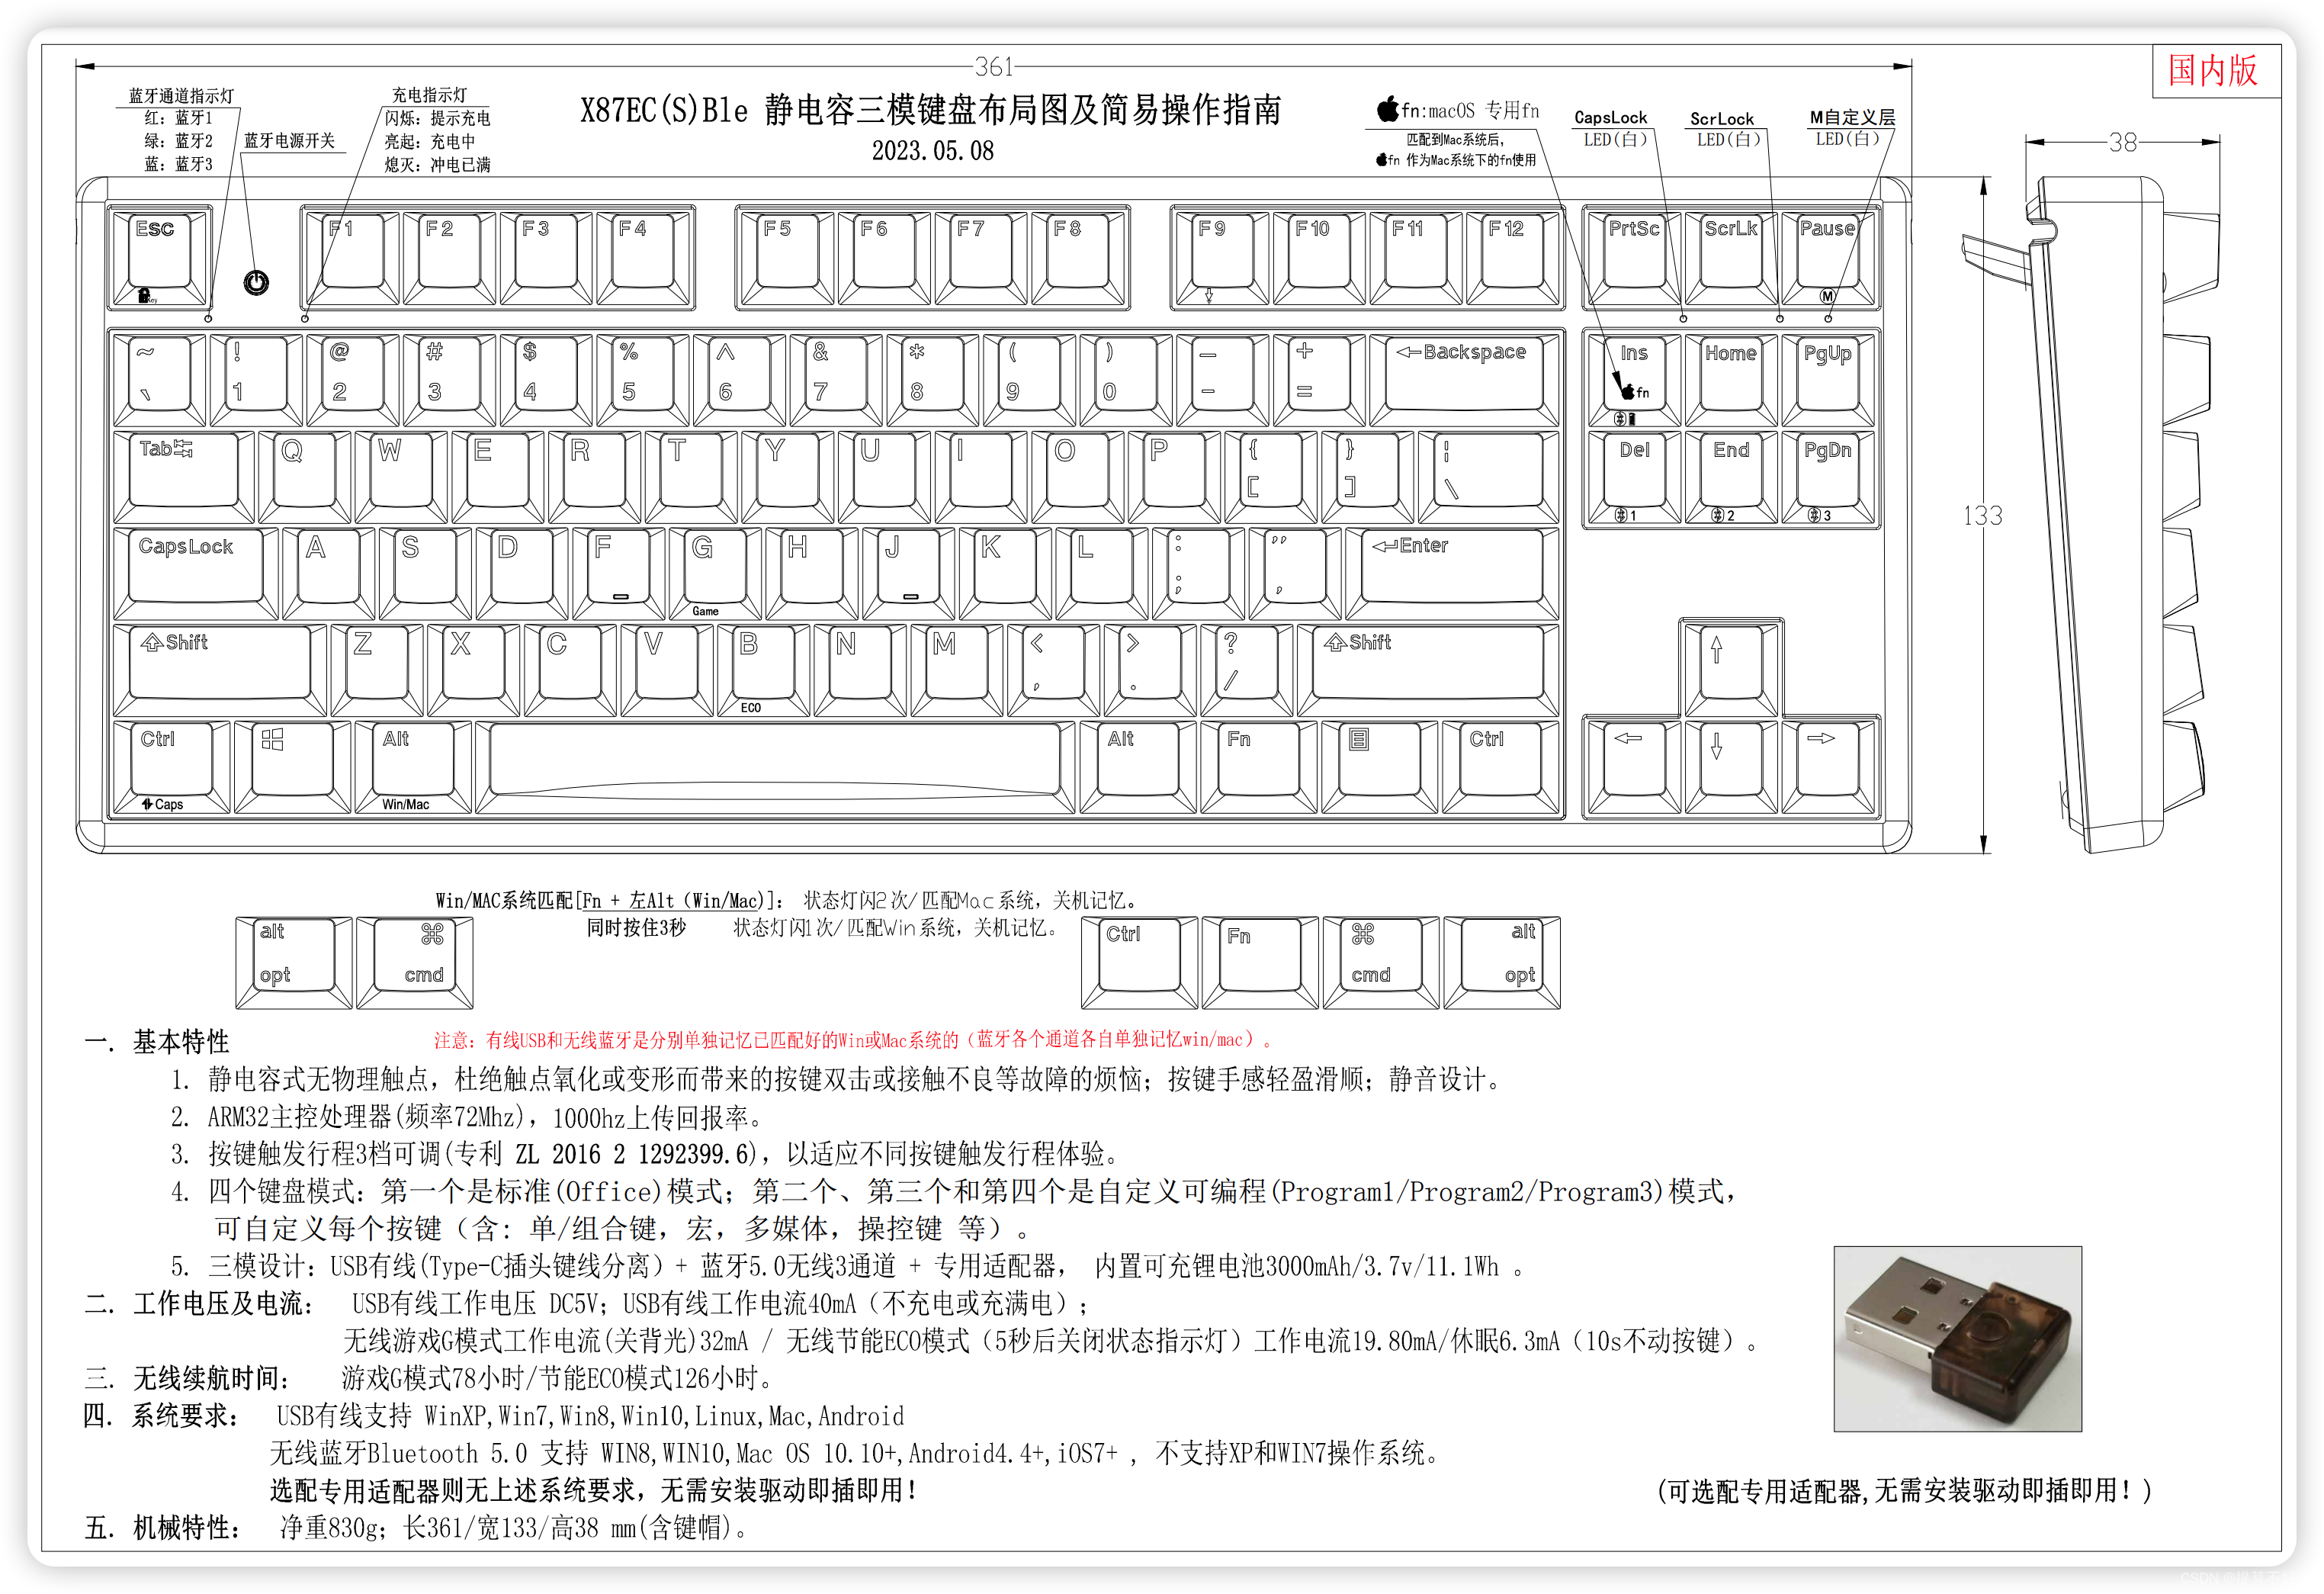 361
国内版
蓝牙通道指示灯
红: 蓝牙1
绿: 蓝牙2
蓝: 蓝牙3
蓝牙电源开关
充电指示灯
闪烁: 提示充电
亮起: 充电中
熄灭: 冲电已满
X87EC(S)Ble 静电容三模键盘布局图及简易操作指南
2023.05.08
fn:macOS 专用fn
匹配到Mac系统后,
fn 作为Mac系统下的fn使用
CapsLock
LED(白)
ScrLock
LED(白)
M自定义层
LED(白)
38
133
Esc F1 F2 F3 F4 F5 F6 F7 F8 F9 F10 F11 F12 PrtSc ScrLk Pause
M
~ ! @ # $ % ^ & * ( ) — + ←Backspace Ins Home PgUp
` 1 2 3 4 5 6 7 8 9 0 - = fn
Tab Q W E R T Y U I O P { } ¦ Del End PgDn
[ ] \
1 2 3
CapsLock A S D F G H J K L : " Enter
; ,
Game
Shift Z X C V B N M < > ? Shift ↑
, . /
ECO
Ctrl Alt Alt Fn Ctrl ← ↓ →
Caps Win/Mac
Win/MAC系统匹配[Fn + 左Alt (Win/Mac)]: 状态灯闪2次/匹配Mac系统, 关机记忆。
同时按住3秒 状态灯闪1次/匹配Win系统, 关机记忆。
alt ⌘ Ctrl Fn ⌘ alt
opt cmd cmd opt
一. 基本特性
注意: 有线USB和无线蓝牙是分别单独记忆已匹配好的Win或Mac系统的 (蓝牙各个通道各自单独记忆win/mac) 。
1. 静电容式无物理触点, 杜绝触点氧化或变形而带来的按键双击或接触不良等故障的烦恼; 按键手感轻盈滑顺; 静音设计。
2. ARM32主控处理器(频率72Mhz), 1000hz上传回报率。
3. 按键触发行程3档可调(专利 ZL 2016 2 1292399.6), 以适应不同按键触发行程体验。
4. 四个键盘模式: 第一个是标准(Office)模式; 第二个、第三个和第四个是自定义可编程(Program1/Program2/Program3)模式,
可自定义每个按键 (含: 单/组合键, 宏, 多媒体, 操控键 等) 。
5. 三模设计: USB有线(Type-C插头键线分离) + 蓝牙5.0无线3通道 + 专用适配器, 内置可充锂电池3000mAh/3.7v/11.1Wh 。
二. 工作电压及电流: USB有线工作电压 DC5V; USB有线工作电流40mA (不充电或充满电) ;
无线游戏G模式工作电流(关背光)32mA / 无线节能ECO模式 (5秒后关闭状态指示灯) 工作电流19.80mA/休眠6.3mA (10s不动按键) 。
三. 无线续航时间: 游戏G模式78小时/节能ECO模式126小时。
四. 系统要求: USB有线支持 WinXP,Win7,Win8,Win10,Linux,Mac,Android
无线蓝牙Bluetooth 5.0 支持 WIN8,WIN10,Mac OS 10.10+,Android4.4+,iOS7+ , 不支持XP和WIN7操作系统。
选配专用适配器则无上述系统要求, 无需安装驱动即插即用!
(可选配专用适配器,无需安装驱动即插即用! )
五. 机械特性: 净重830g; 长361/宽133/高38 mm(含键帽)。